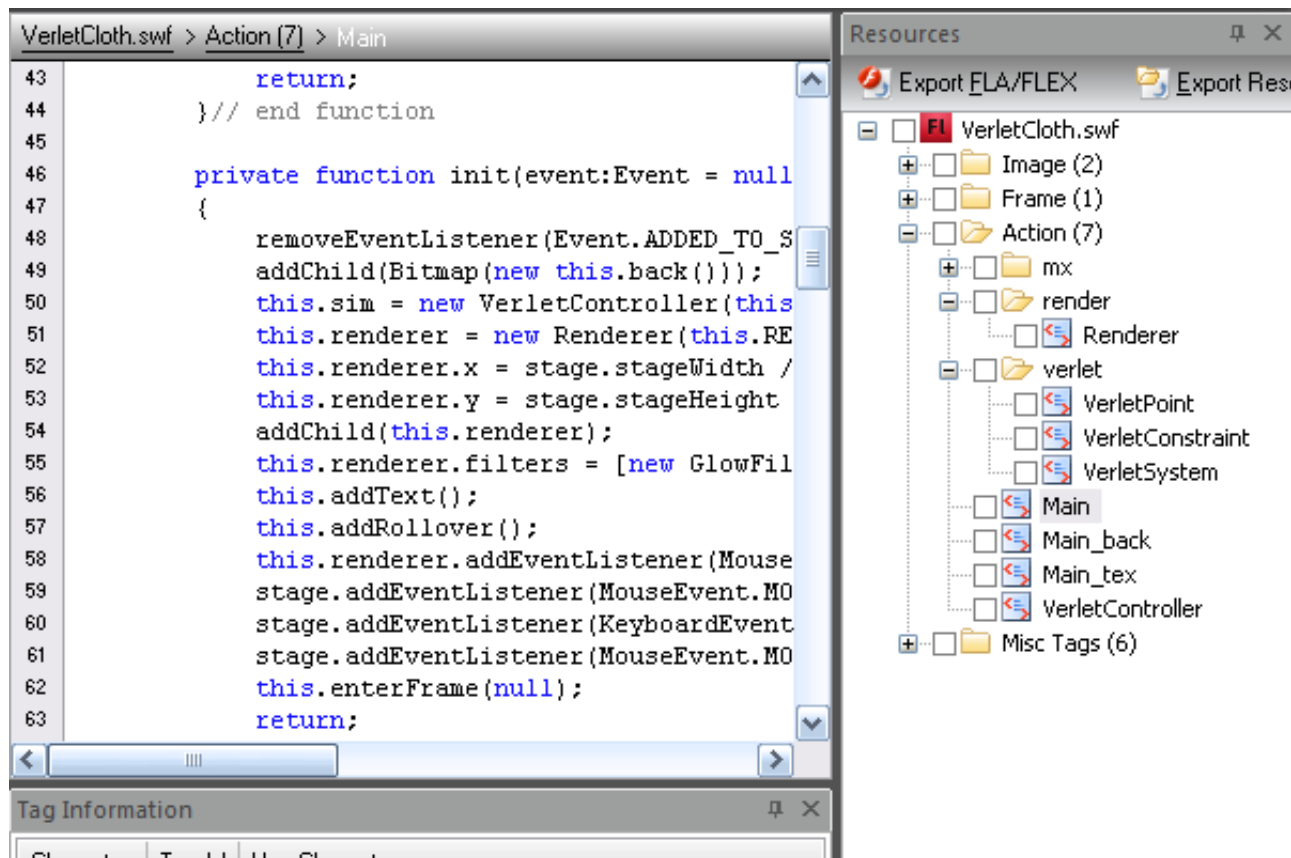 VerletCloth.swf > Action (7) > Main
43 return;
44 }// end function
45
46 private function init(event:Event = null
47 {
48 removeEventListener(Event.ADDED_TO_S
49 addChild(Bitmap(new this.back()));
50 this.sim = new VerletController(this
51 this.renderer = new Renderer(this.RE
52 this.renderer.x = stage.stageWidth /
53 this.renderer.y = stage.stageHeight
54 addChild(this.renderer);
55 this.renderer.filters = [new GlowFil
56 this.addText();
57 this.addRollover();
58 this.renderer.addEventListener(Mouse
59 stage.addEventListener(MouseEvent.MO
60 stage.addEventListener(KeyboardEvent
61 stage.addEventListener(MouseEvent.MO
62 this.enterFrame(null);
63 return;
Tag Information
Resources
Export FLA/FLEX Export Reso
FL VerletCloth.swf
Image (2)
Frame (1)
Action (7)
mx
render
Renderer
verlet
VerletPoint
VerletConstraint
VerletSystem
Main
Main_back
Main_tex
VerletController
Misc Tags (6)